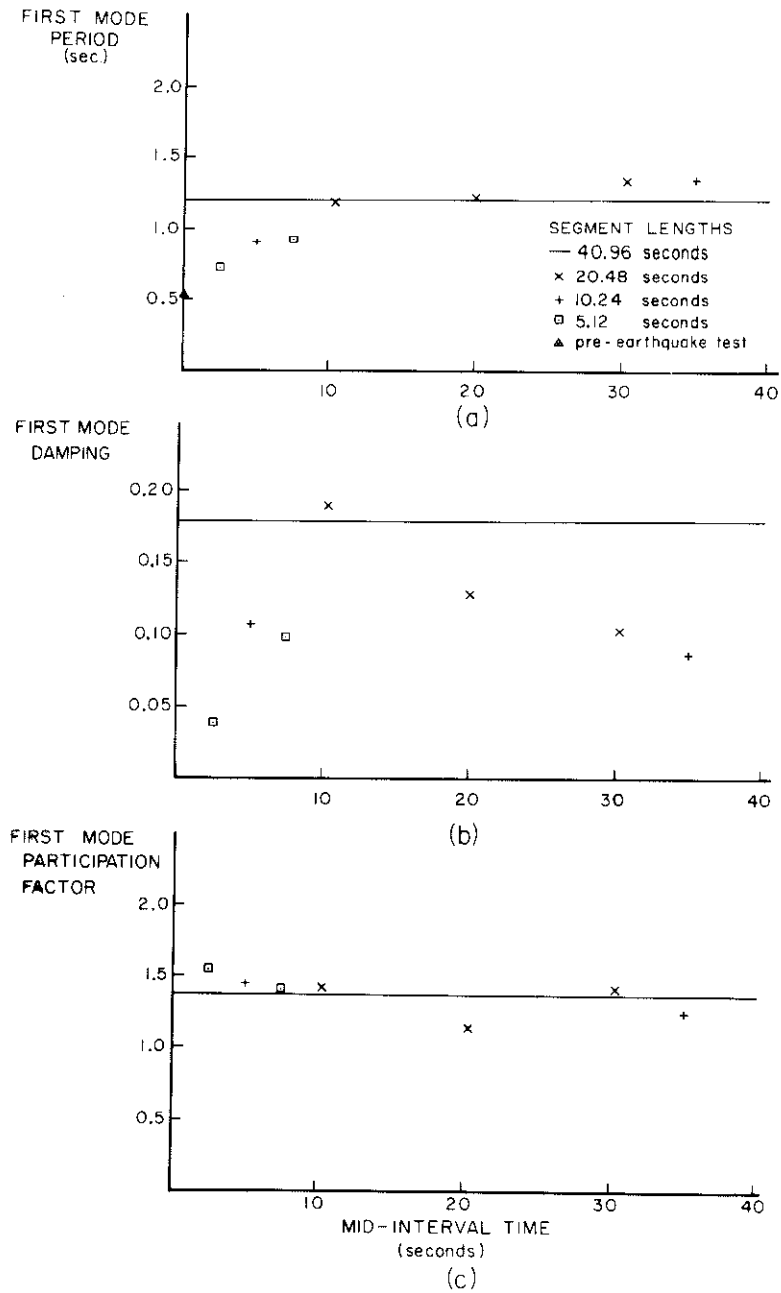 FIRST MODE
PERIOD
(sec.)
2.0
1.5
1.0
0.5
SEGMENT LENGTHS
— 40.96 seconds
× 20.48 seconds
+ 10.24 seconds
⊡ 5.12 seconds
▲ pre-earthquake test
10 20 30 40
(a)
FIRST MODE
DAMPING
0.20
0.15
0.10
0.05
10 20 30 40
(b)
FIRST MODE
PARTICIPATION
FACTOR
2.0
1.5
1.0
0.5
10 20 30 40
MID-INTERVAL TIME
(seconds)
(c)